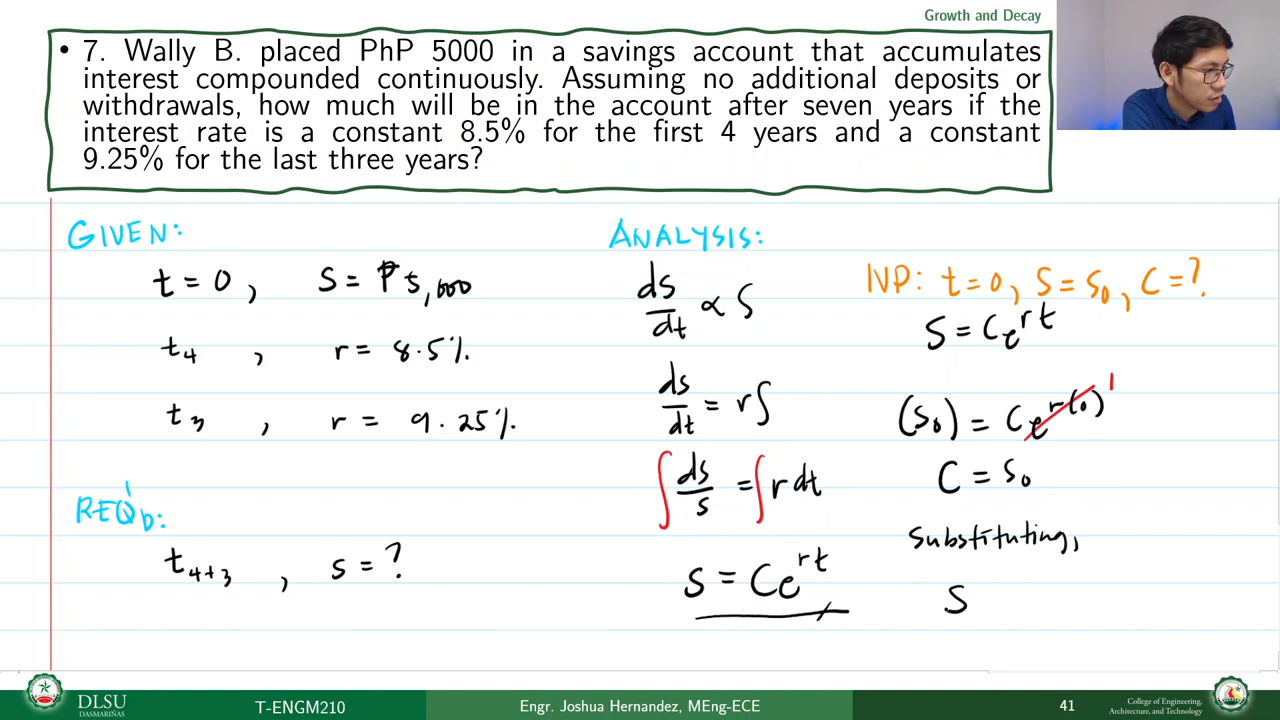 Growth and Decay
• 7. Wally B. placed PhP 5000 in a savings account that accumulates
interest compounded continuously. Assuming no additional deposits or
withdrawals, how much will be in the account after seven years if the
interest rate is a constant 8.5% for the first 4 years and a constant
9.25% for the last three years?
GIVEN:
t = 0 , S = ₱5,000
t₄ , r = 8.5%
t₃ , r = 9.25%
REQ'D:
t₄₊₃ , s = ?
ANALYSIS:
ds/dt ∝ S
ds/dt = rS
∫ ds/s = ∫ r dt
s = Ce^rt
IVP: t = 0, S = S₀, C = ?
S = Ce^rt
(S₀) = Ce^r(0) 1
C = S₀
Substituting,
S
DLSU
DASMARIÑAS
T-ENGM210
Engr. Joshua Hernandez, MEng-ECE
41
College of Engineering,
Architecture, and Technology